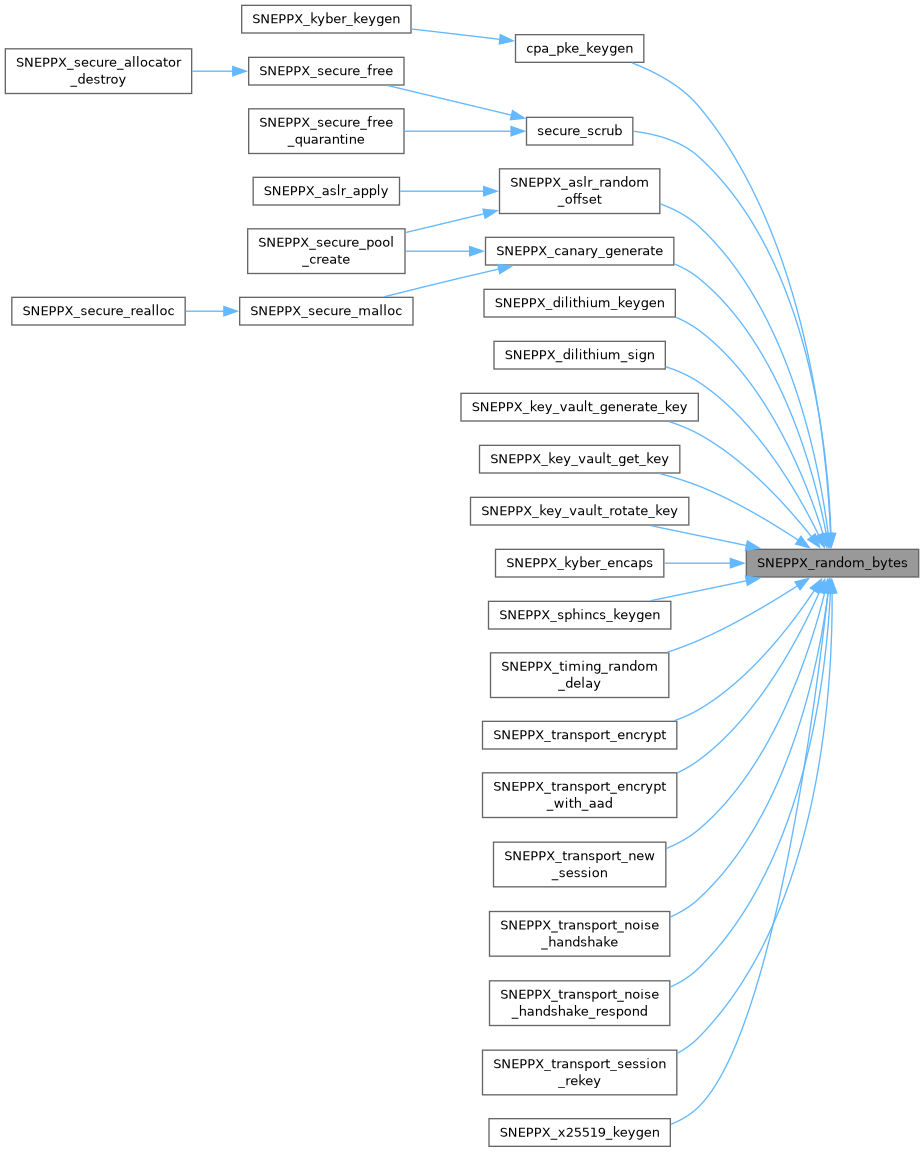 SNEPPX_kyber_keygen
cpa_pke_keygen
SNEPPX_secure_allocator
_destroy
SNEPPX_secure_free
SNEPPX_secure_free
_quarantine
secure_scrub
SNEPPX_aslr_apply
SNEPPX_aslr_random
_offset
SNEPPX_secure_pool
_create
SNEPPX_canary_generate
SNEPPX_secure_realloc
SNEPPX_secure_malloc
SNEPPX_dilithium_keygen
SNEPPX_dilithium_sign
SNEPPX_key_vault_generate_key
SNEPPX_key_vault_get_key
SNEPPX_key_vault_rotate_key
SNEPPX_kyber_encaps
SNEPPX_random_bytes
SNEPPX_sphincs_keygen
SNEPPX_timing_random
_delay
SNEPPX_transport_encrypt
SNEPPX_transport_encrypt
_with_aad
SNEPPX_transport_new
_session
SNEPPX_transport_noise
_handshake
SNEPPX_transport_noise
_handshake_respond
SNEPPX_transport_session
_rekey
SNEPPX_x25519_keygen